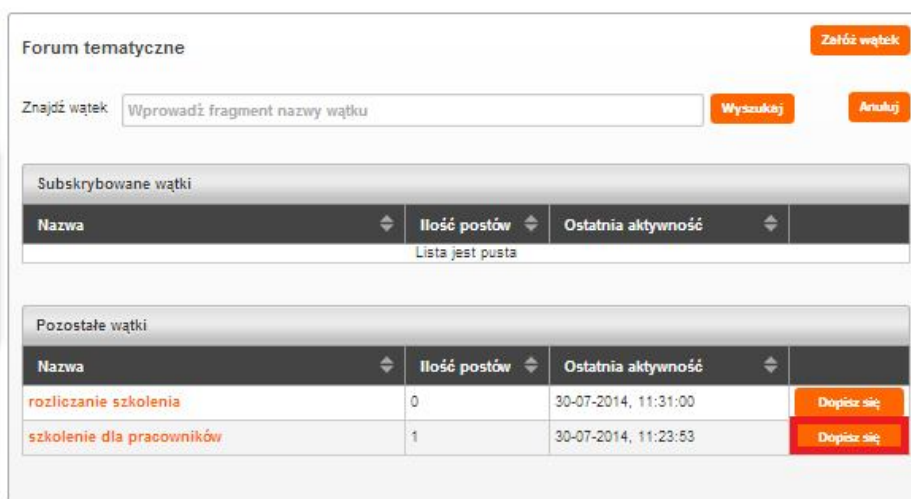 Forum tematyczne Załóż wątek
Znajdź wątek Wprowadź fragment nazwy wątku Wyszukaj Anuluj
Subskrybowane wątki
Nazwa Ilość postów Ostatnia aktywność
Lista jest pusta
Pozostałe wątki
Nazwa Ilość postów Ostatnia aktywność
rozliczanie szkolenia 0 30-07-2014, 11:31:00 Dopisz się
szkolenie dla pracowników 1 30-07-2014, 11:23:53 Dopisz się